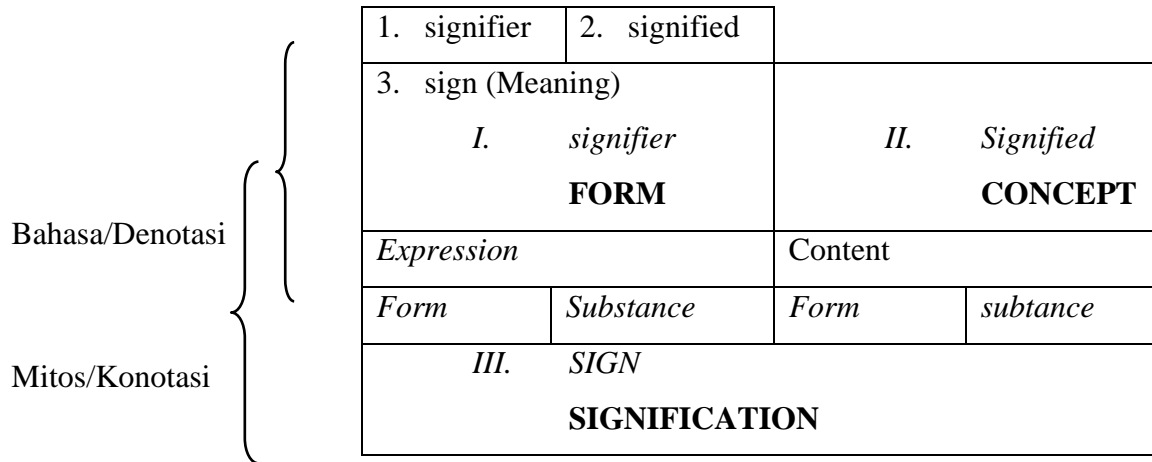 1. signifier 2. signified
3. sign (Meaning)
I. signifier II. Signified
FORM CONCEPT
Bahasa/Denotasi
Expression Content
Form Substance Form subtance
Mitos/Konotasi
III. SIGN
SIGNIFICATION